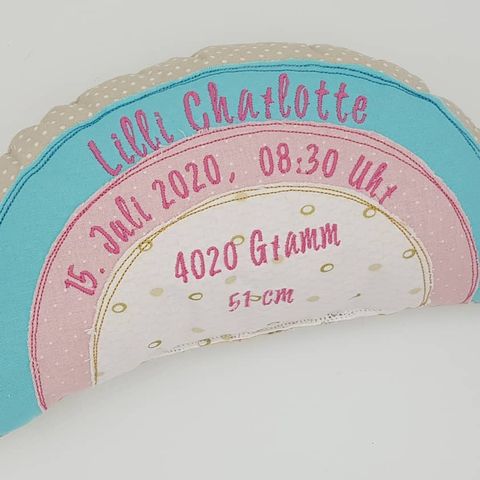 Lilli Charlotte
15. Juli 2020, 08:30 Uhr
4020 Gramm
51 cm